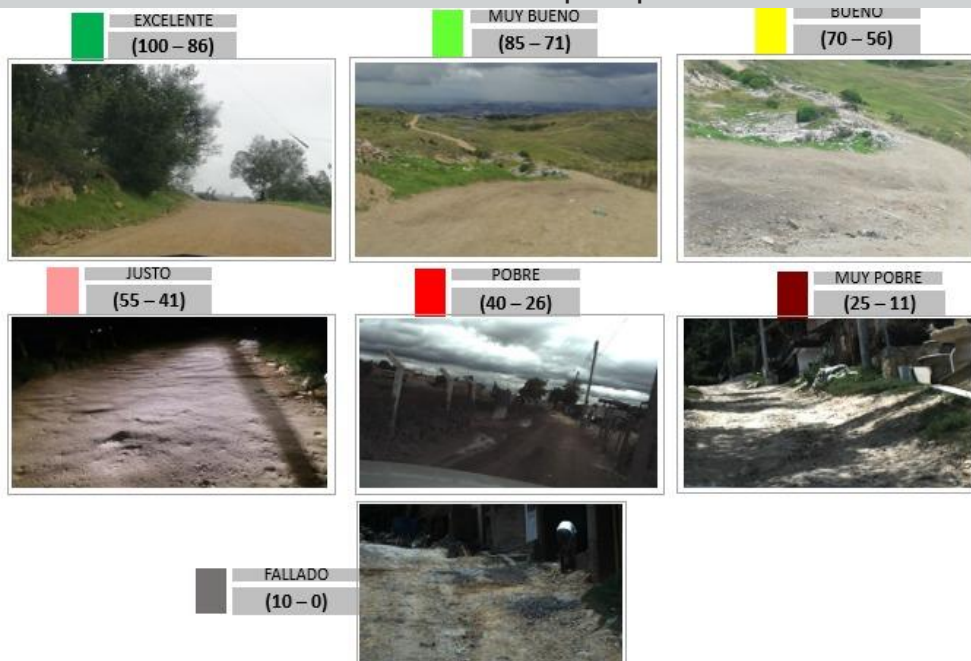 EXCELENTE
(100 – 86)
MUY BUENO
(85 – 71)
BUENO
(70 – 56)
JUSTO
(55 – 41)
POBRE
(40 – 26)
MUY POBRE
(25 – 11)
FALLADO
(10 – 0)